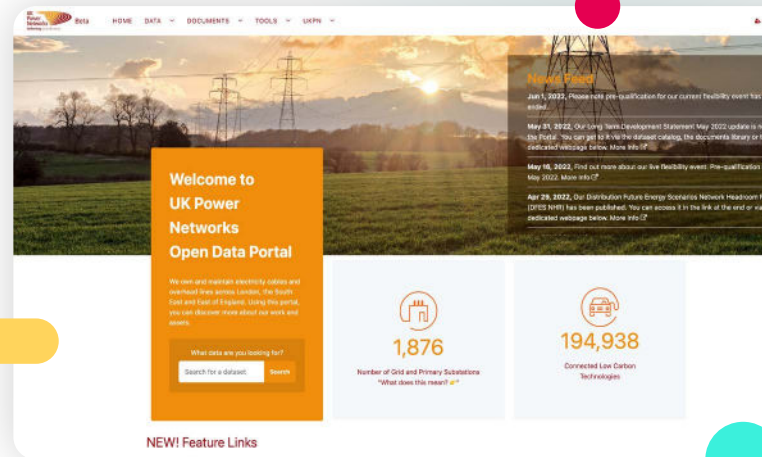 UK
Power
Networks
Beta
HOME DATA DOCUMENTS TOOLS UKPN
News Feed
Jun 1, 2022, Please note pre-qualification for our current flexibility event has
ended
May 31, 2022, Our Long Term Development Statement May 2022 update is
the Portal. You can get to it via the dataset catalog, the documents library or
dedicated webpage below. More Info
May 16, 2022, Find out more about our live flexibility event. Pre-qualification
May 2022. More info
Apr 29, 2022, Our Distribution Future Energy Scenarios Network Headroom
(DFES NHR) has been published. You can access it in the link at the end or via
dedicated webpage below. More Info
Welcome to
UK Power
Networks
Open Data Portal
We own and maintain electricity cables and
overhead lines across London, the South
East and East of England. Using this portal,
you can discover more about our work and
assets.
What data are you looking for?
Search for a dataset Search
1,876
Number of Grid and Primary Substations
"What does this mean? 👉"
194,938
Connected Low Carbon
Technologies
NEW! Feature Links